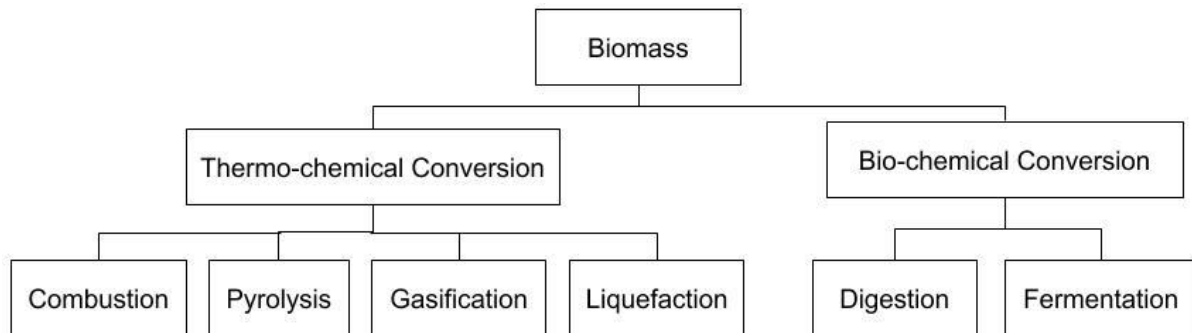 Biomass
Thermo-chemical Conversion
Bio-chemical Conversion
Combustion
Pyrolysis
Gasification
Liquefaction
Digestion
Fermentation